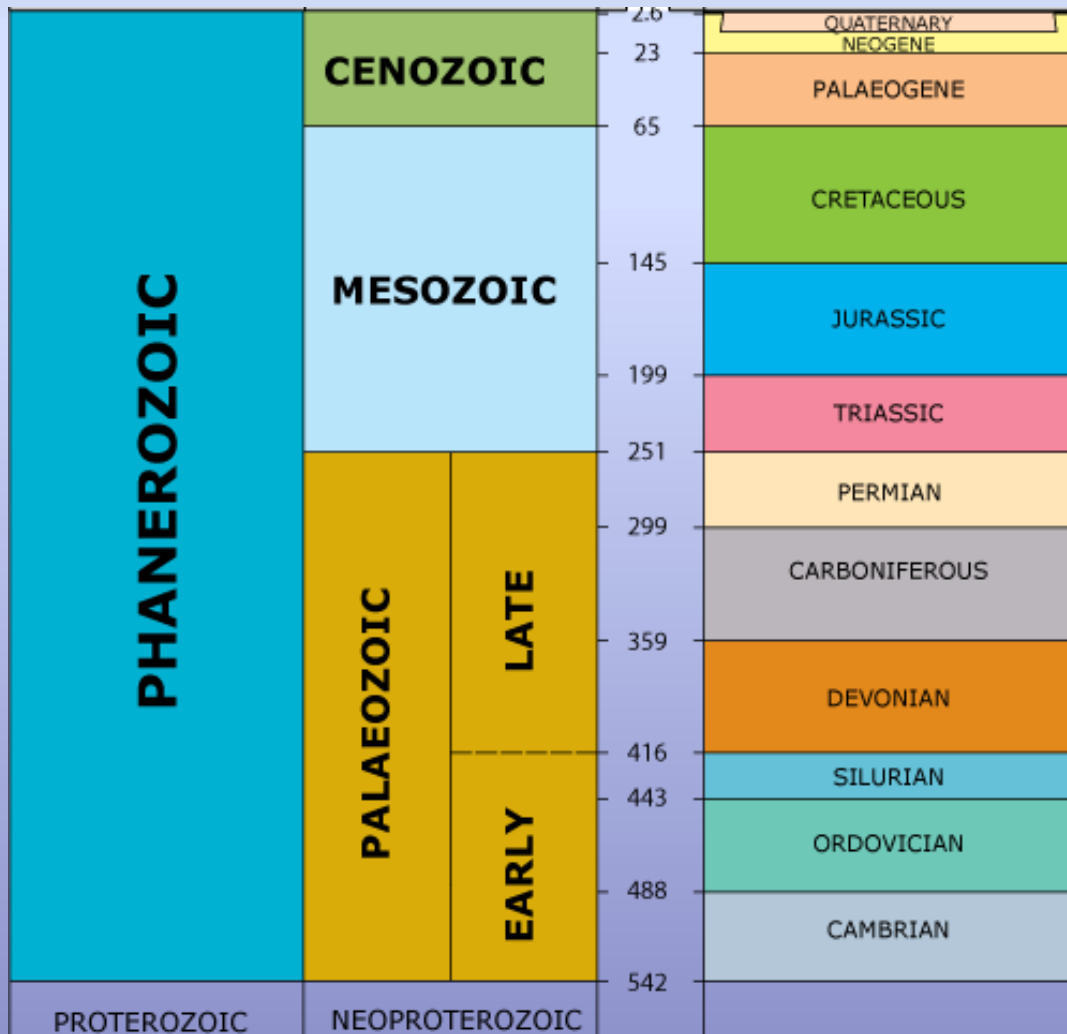 PHANEROZOIC
PROTEROZOIC
CENOZOIC
MESOZOIC
PALAEOZOIC
LATE
EARLY
NEOPROTEROZOIC
2.6
23
65
145
199
251
299
359
416
443
488
542
QUATERNARY
NEOGENE
PALAEOGENE
CRETACEOUS
JURASSIC
TRIASSIC
PERMIAN
CARBONIFEROUS
DEVONIAN
SILURIAN
ORDOVICIAN
CAMBRIAN